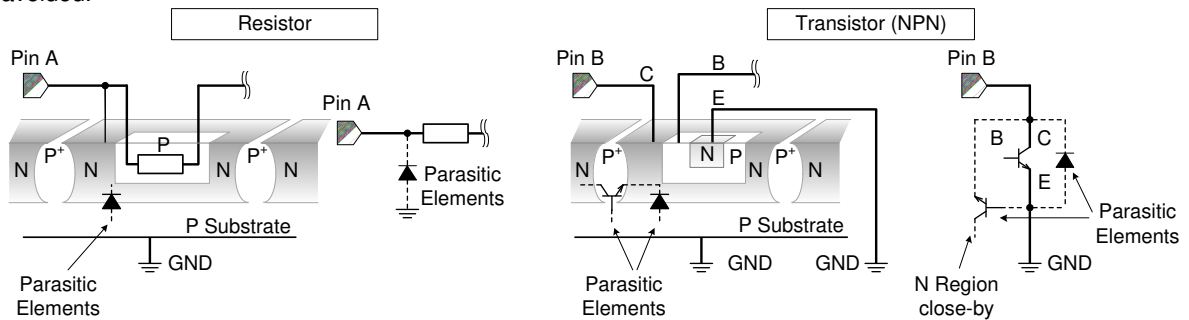 Resistor
Transistor (NPN)
Pin A
Pin B
C
B
E
Pin B
Pin A
N
P+
N
P
N
P+
N
Parasitic
Elements
P Substrate
GND
Parasitic
Elements
N
P+
N
N
P
N
P+
N
P Substrate
GND
GND
Parasitic
Elements
B
C
E
Parasitic
Elements
GND
N Region
close-by